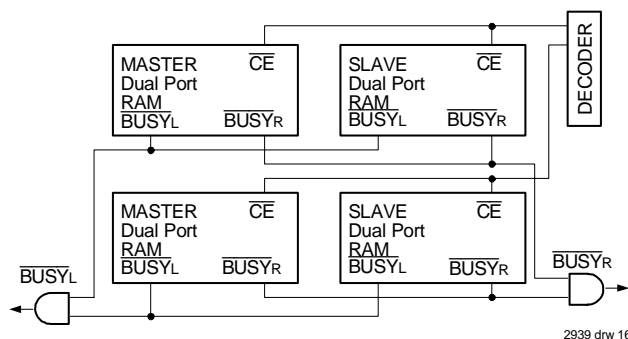 MASTER CE
Dual Port
RAM
BUSYL BUSYR
SLAVE CE
Dual Port
RAM
BUSYL BUSYR
DECODER
MASTER CE
Dual Port
RAM
BUSYL BUSYR
SLAVE CE
Dual Port
RAM
BUSYL BUSYR
BUSYL
BUSYR
2939 drw 16